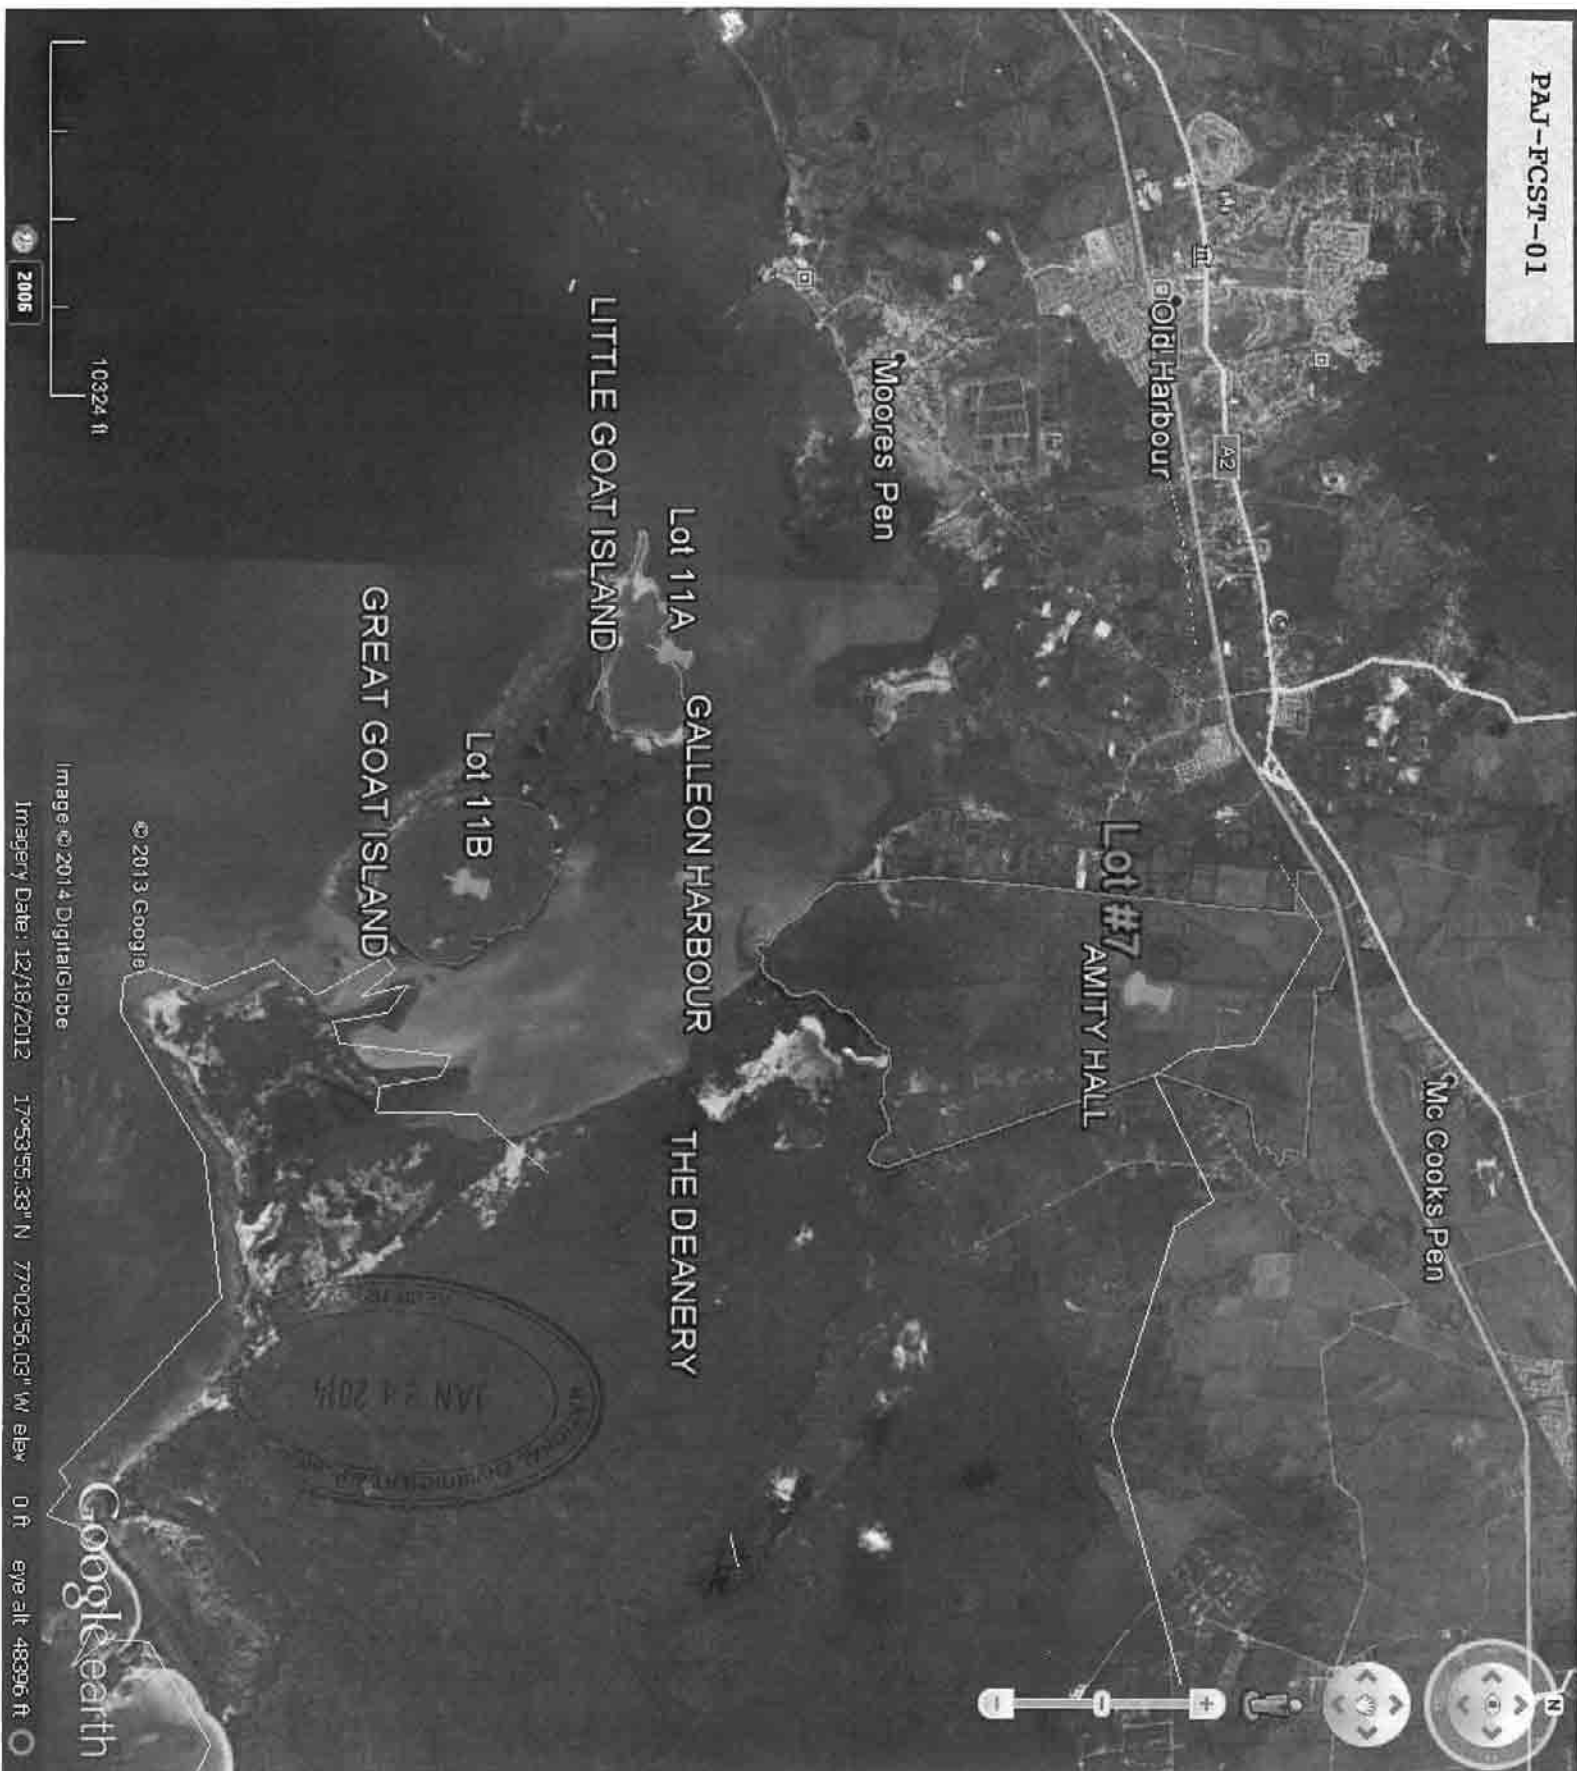 PAJ-FCST-01
A2
Old Harbour
Mc Cooks Pen
Lot #7
AMITY HALL
Moores Pen
Lot 11A
GALLEON HARBOUR
THE DEANERY
LITTLE GOAT ISLAND
Lot 11B
GREAT GOAT ISLAND
JAN 2014
N
© 2013 Google
Image © 2014 DigitalGlobe
Google earth
10324 ft
2006
Imagery Date: 12/18/2012 17°53'55.33" N 77°02'56.03" W elev 0 ft eye alt 48396 ft